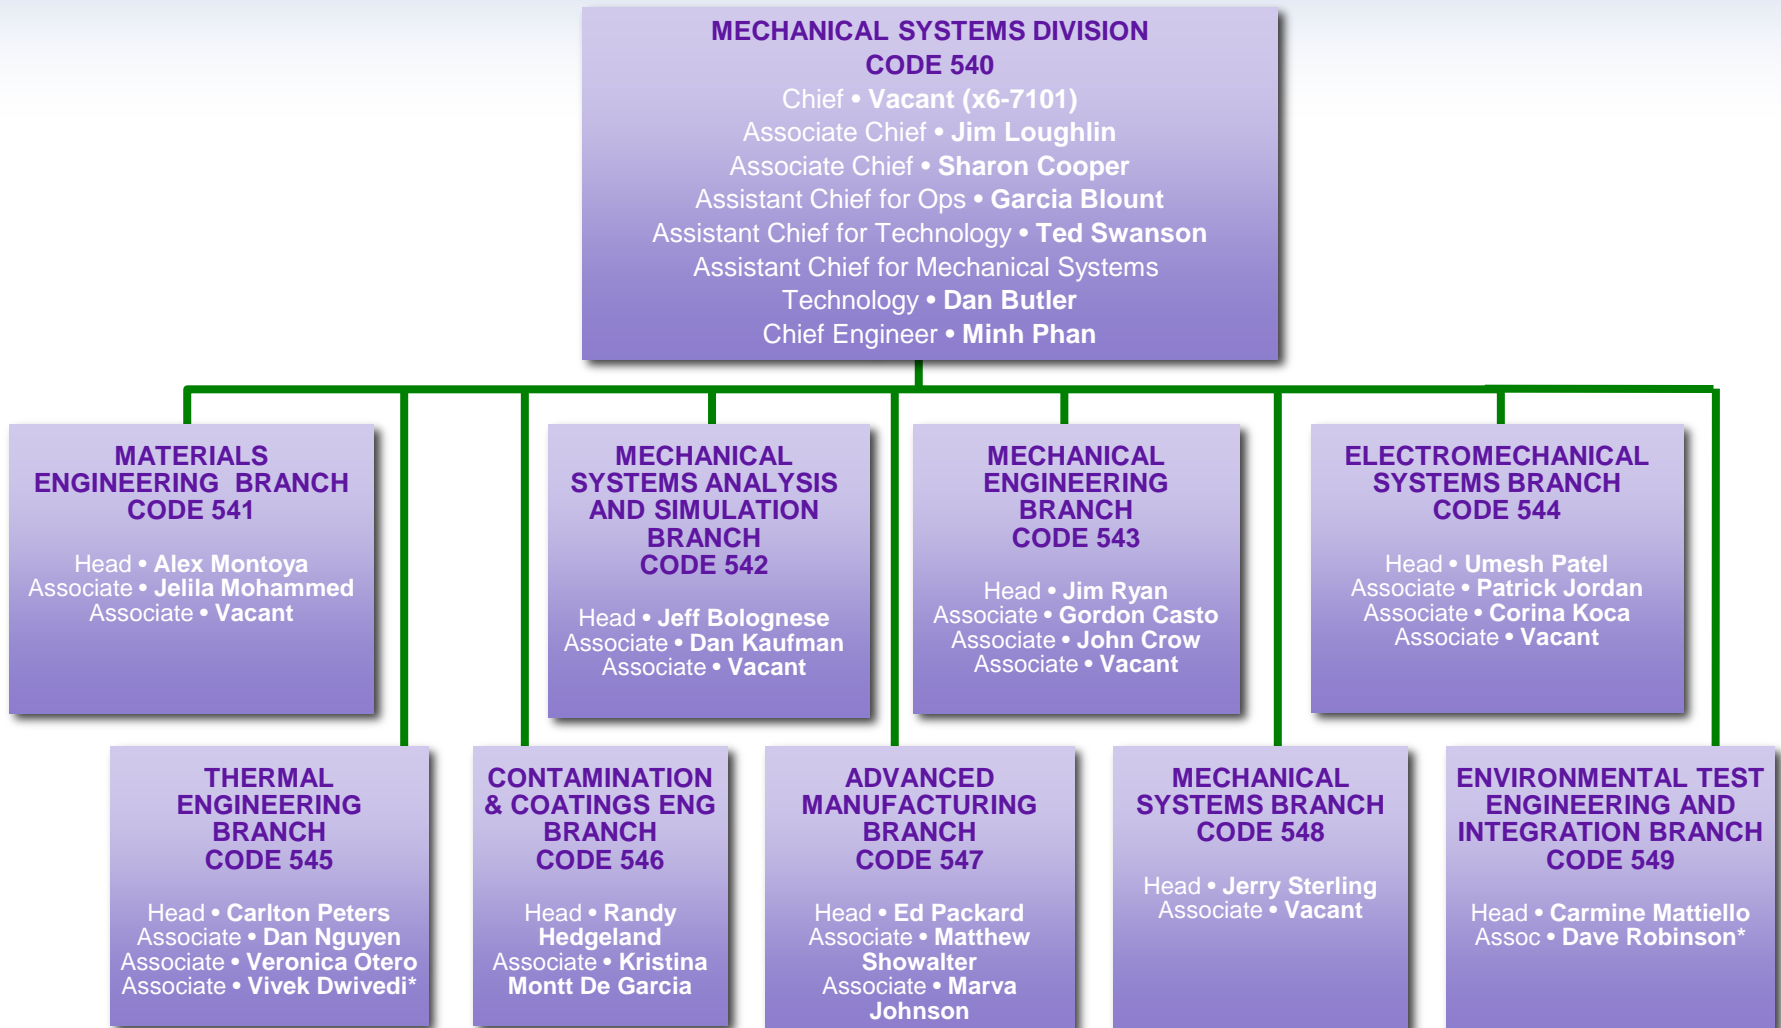 MECHANICAL SYSTEMS DIVISION
CODE 540
Chief • Vacant (x6-7101)
Associate Chief • Jim Loughlin
Associate Chief • Sharon Cooper
Assistant Chief for Ops • Garcia Blount
Assistant Chief for Technology • Ted Swanson
Assistant Chief for Mechanical Systems
Technology • Dan Butler
Chief Engineer • Minh Phan
MATERIALS
ENGINEERING BRANCH
CODE 541
Head • Alex Montoya
Associate • Jelila Mohammed
Associate • Vacant
MECHANICAL
SYSTEMS ANALYSIS
AND SIMULATION
BRANCH
CODE 542
Head • Jeff Bolognese
Associate • Dan Kaufman
Associate • Vacant
MECHANICAL
ENGINEERING
BRANCH
CODE 543
Head • Jim Ryan
Associate • Gordon Casto
Associate • John Crow
Associate • Vacant
ELECTROMECHANICAL
SYSTEMS BRANCH
CODE 544
Head • Umesh Patel
Associate • Patrick Jordan
Associate • Corina Koca
Associate • Vacant
THERMAL
ENGINEERING
BRANCH
CODE 545
Head • Carlton Peters
Associate • Dan Nguyen
Associate • Veronica Otero
Associate • Vivek Dwivedi*
CONTAMINATION
& COATINGS ENG
BRANCH
CODE 546
Head • Randy
Hedgeland
Associate • Kristina
Montt De Garcia
ADVANCED
MANUFACTURING
BRANCH
CODE 547
Head • Ed Packard
Associate • Matthew
Showalter
Associate • Marva
Johnson
MECHANICAL
SYSTEMS BRANCH
CODE 548
Head • Jerry Sterling
Associate • Vacant
ENVIRONMENTAL TEST
ENGINEERING AND
INTEGRATION BRANCH
CODE 549
Head • Carmine Mattiello
Assoc • Dave Robinson*